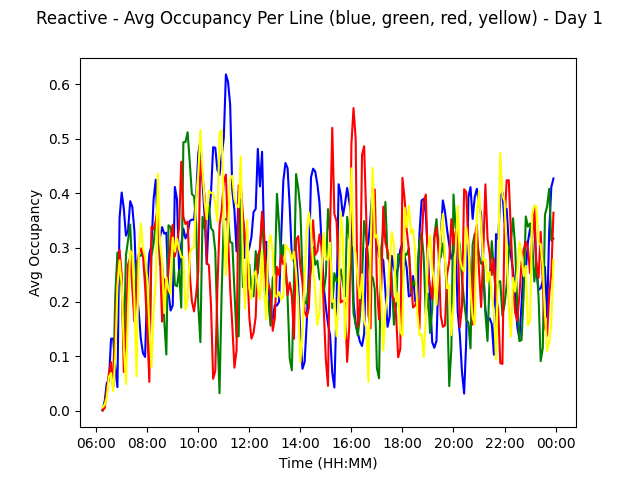 Reactive - Avg Occupancy Per Line (blue, green, red, yellow) - Day 1
0.6
0.5
0.4
0.3
0.2
0.1
0.0
Avg Occupancy
06:00 08:00 10:00 12:00 14:00 16:00 18:00 20:00 22:00 00:00
Time (HH:MM)